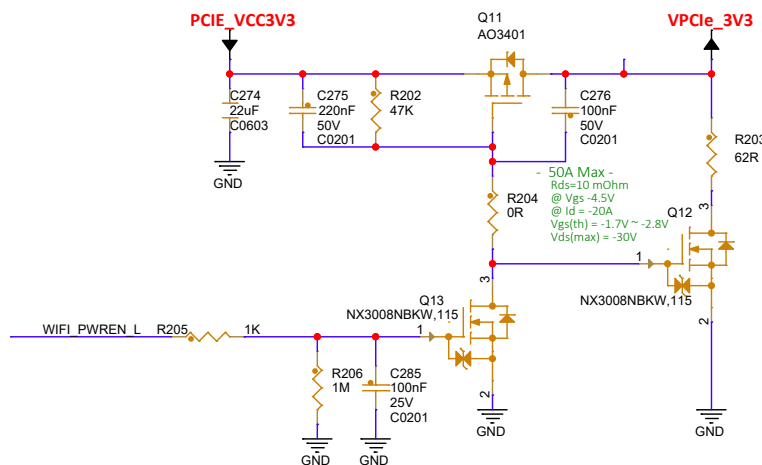 PCIE_VCC3V3
Q11
AO3401
VPCIe_3V3
C274
22uF
C0603
C275
220nF
50V
C0201
R202
47K
C276
100nF
50V
C0201
R203
62R
GND
- 50A Max -
Rds=10 mOhm
@ Vgs -4.5V
@ Id = -20A
Vgs(th) = -1.7V ~ -2.8V
Vds(max) = -30V
R204
0R
3
Q12
1
NX3008NBKW,115
2
3
Q13
NX3008NBKW,115
WIFI_PWREN_L
R205
1K
1
R206
1M
C285
100nF
25V
C0201
2
GND
GND
GND
GND